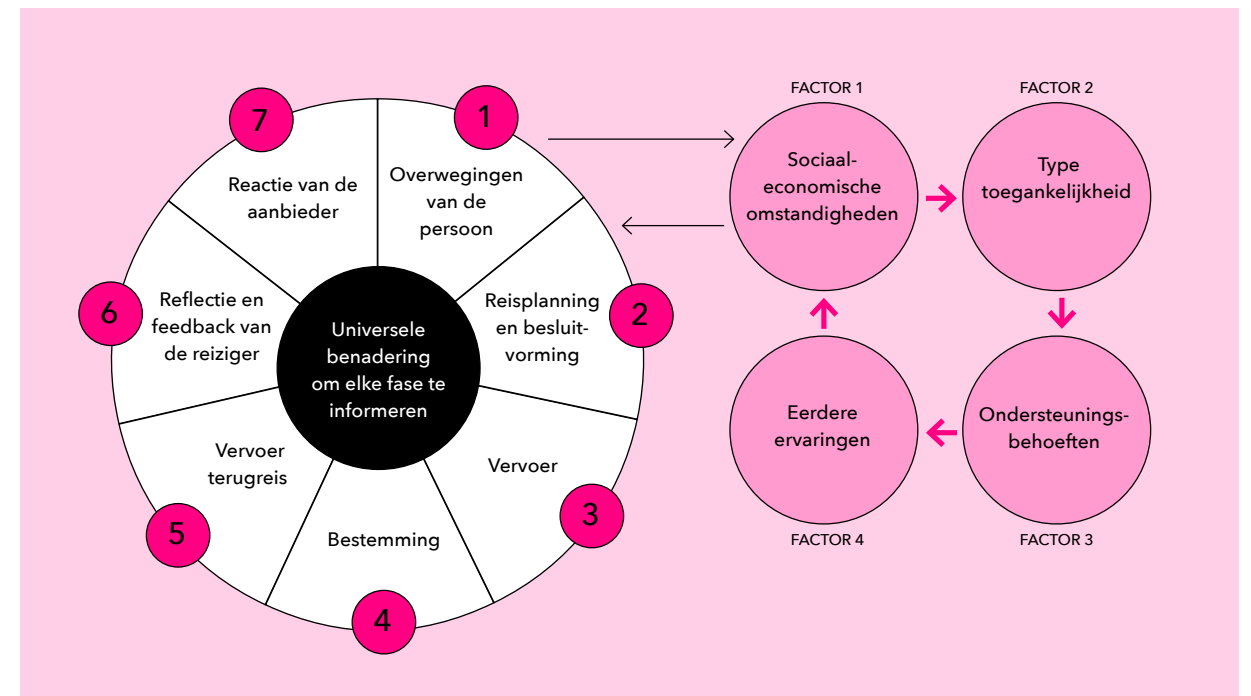 1
Overwegingen
van de
persoon
2
Reisplanning
en besluit-
vorming
3
Vervoer
4
Bestemming
5
Vervoer
terugreis
6
Reflectie en
feedback van
de reiziger
7
Reactie van de
aanbieder
Universele
benadering
om elke fase te
informeren
FACTOR 1
Sociaal-
economische
omstandigheden
FACTOR 2
Type
toegankelijkheid
Ondersteunings-
behoeften
FACTOR 3
Eerdere
ervaringen
FACTOR 4